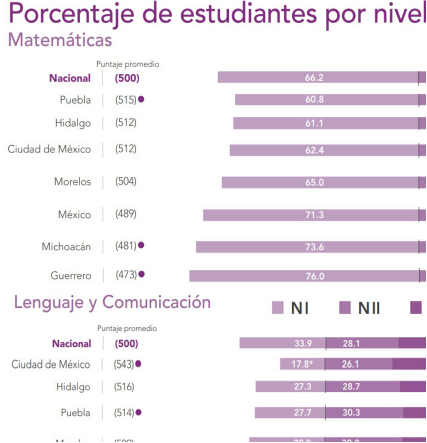 Porcentaje de estudiantes por nivel
Matemáticas
Puntaje promedio
Nacional (500) 66.2
Puebla (515) 60.8
Hidalgo (512) 61.1
Ciudad de México (512) 62.4
Morelos (504) 65.0
México (489) 71.3
Michoacán (481) 73.6
Guerrero (473) 76.0
Lenguaje y Comunicación NI NII
Puntaje promedio
Nacional (500) 33.9 28.1
Ciudad de México (543) 17.8* 26.1
Hidalgo (516) 27.3 28.7
Puebla (514) 27.7 30.3